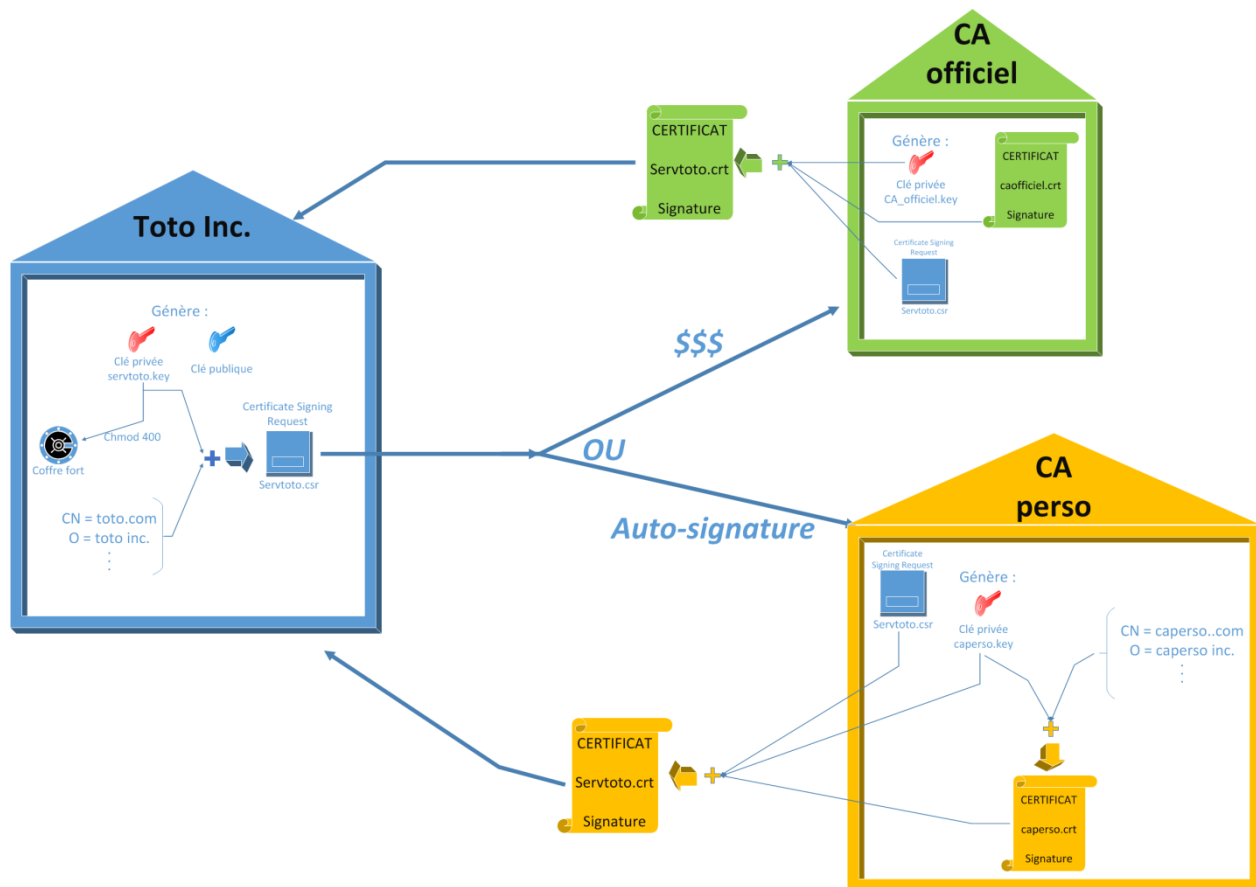 CA
officiel
CERTIFICAT
Servtoto.crt
Signature
Génère :
Clé privée
CA_officiel.key
CERTIFICAT
caofficiel.crt
Signature
Certificate Signing
Request
Servtoto.csr
Toto Inc.
Génère :
Clé privée
servtoto.key
Clé publique
Chmod 400
Coffre fort
Certificate Signing
Request
Servtoto.csr
CN = toto.com
O = toto inc.
$$$
OU
Auto-signature
CA
perso
Certificate
Signing Request
Servtoto.csr
Génère :
Clé privée
caperso.key
CN = caperso..com
O = caperso inc.
CERTIFICAT
Servtoto.crt
Signature
CERTIFICAT
caperso.crt
Signature